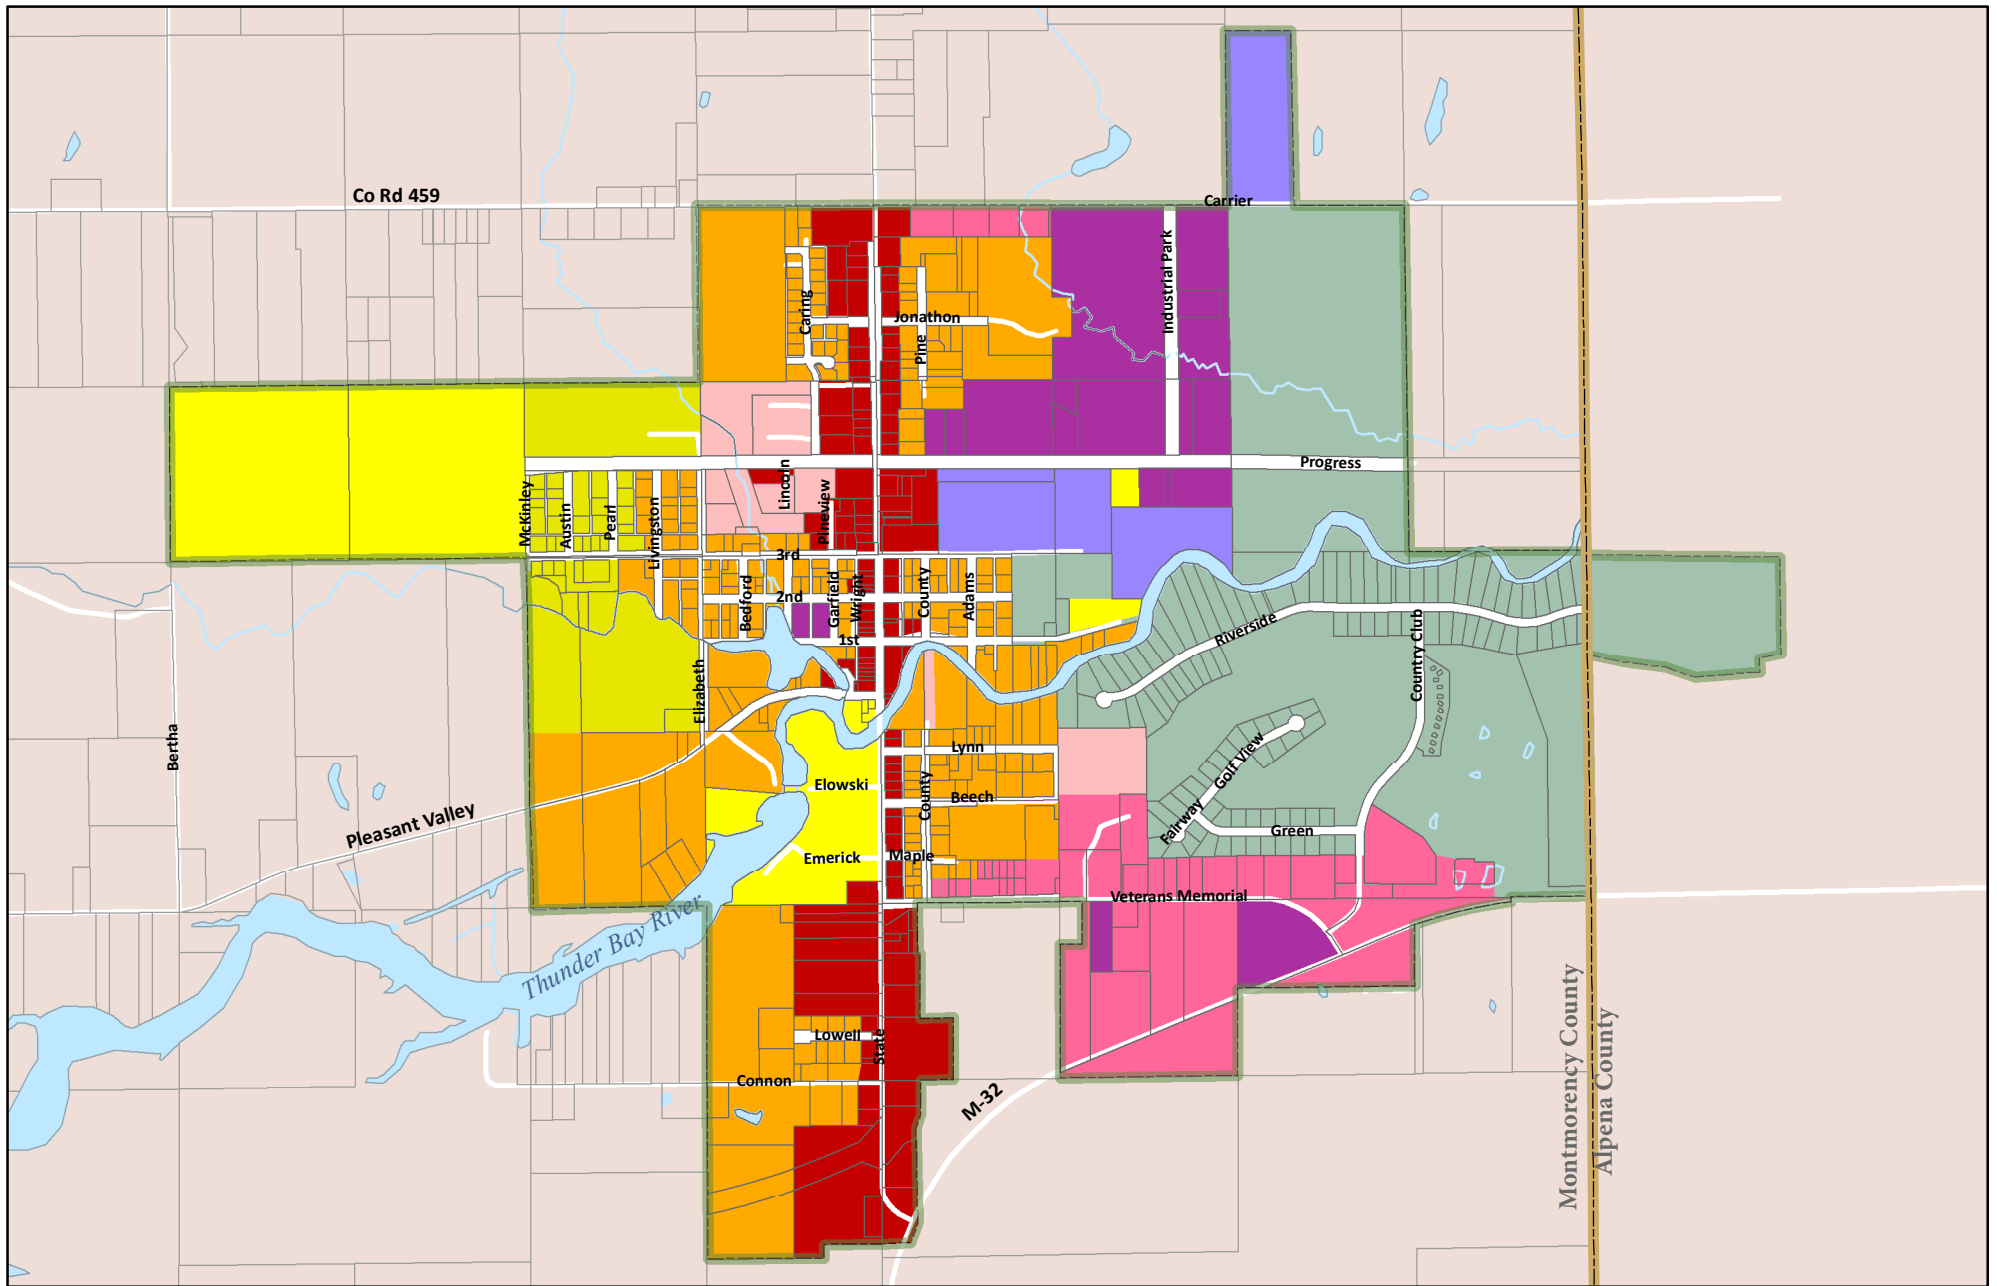 Co Rd 459
Carrier
Industrial Park
Caring
Jonathon
Pine
Progress
Lincoln
McKinley
Austin
Pearl
Livingston
Pineview
3rd
Bedford
2nd
Garfield
Wright
County
Adams
1st
Riverside
Country Club
Elizabeth
Bertha
Lynn
Golf View
Elowski
County
Beech
Pleasant Valley
Fairway
Green
Emerick
Maple
Veterans Memorial
Thunder Bay River
Lowell
State
Connon
M-32
Montmorency County
Alpena County